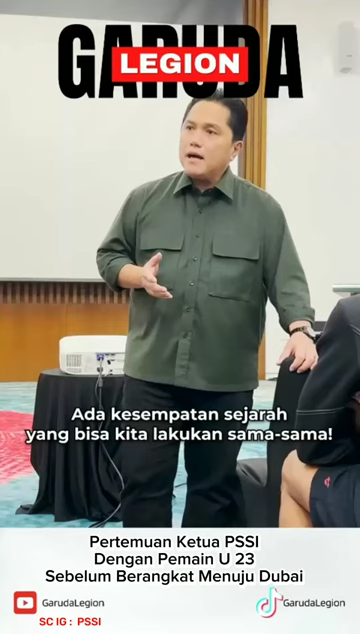 GARUDA
LEGION
Ada kesempatan sejarah
yang bisa kita lakukan sama-sama!
Pertemuan Ketua PSSI
Dengan Pemain U 23
Sebelum Berangkat Menuju Dubai
GarudaLegion
GarudaLegion
SC IG : PSSI